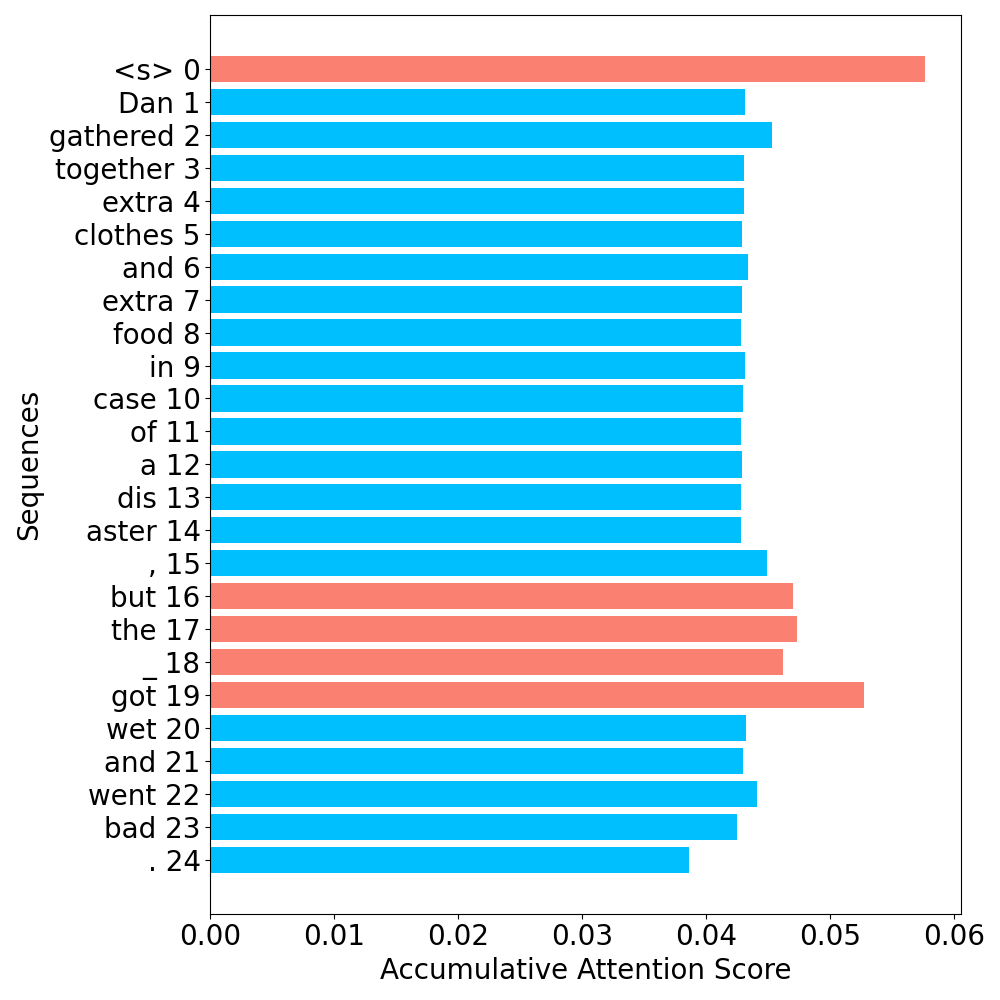 <s> 0
Dan 1
gathered 2
together 3
extra 4
clothes 5
and 6
extra 7
food 8
in 9
case 10
of 11
a 12
dis 13
aster 14
, 15
but 16
the 17
_ 18
got 19
wet 20
and 21
went 22
bad 23
. 24
Sequences
0.00 0.01 0.02 0.03 0.04 0.05 0.06
Accumulative Attention Score